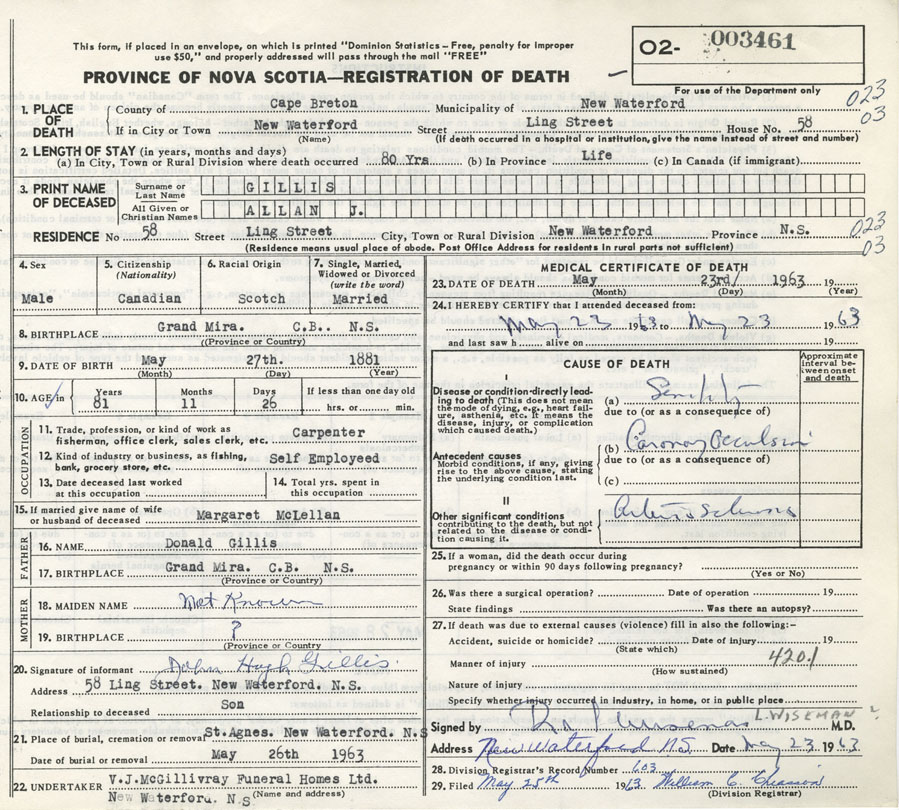 This form, if placed in an envelope, on which is printed "Dominion Statistics – Free, penalty for improper
use $50," and properly addressed will pass through the mail "FREE"
PROVINCE OF NOVA SCOTIA—REGISTRATION OF DEATH
O2- 003461
For use of the Department only
023
03
1. PLACE OF DEATH
County of Cape Breton Municipality of New Waterford
If in City or Town New Waterford Street Ling Street House No. 58
(Name) (If death occurred in a hospital or institution, give the name instead of street and number)
2. LENGTH OF STAY (in years, months and days)
(a) In City, Town or Rural Division where death occurred 80 Yrs. (b) In Province Life (c) In Canada (if immigrant)
3. PRINT NAME OF DECEASED
Surname or Last Name GILLIS
All Given or Christian Names ALLAN J.
RESIDENCE No 58 Street Ling Street City, Town or Rural Division New Waterford Province N.S.
(Residence means usual place of abode. Post Office Address for residents in rural parts not sufficient)
023
03
4. Sex
Male
5. Citizenship (Nationality)
Canadian
6. Racial Origin
Scotch
7. Single, Married, Widowed or Divorced (write the word)
Married
8. BIRTHPLACE Grand Mira. C.B.. N.S.
(Province or Country)
9. DATE OF BIRTH May 27th. 1881
(Month) (Day) (Year)
10. AGE in Years Months Days If less than one day old
81 11 26 hrs. or min.
OCCUPATION
11. Trade, profession, or kind of work as fisherman, office clerk, sales clerk, etc. Carpenter
12. Kind of industry or business, as fishing, bank, grocery store, etc. Self Employeed
13. Date deceased last worked at this occupation
14. Total yrs. spent in this occupation
15. If married give name of wife or husband of deceased Margaret McLellan
FATHER
16. NAME Donald Gillis
17. BIRTHPLACE Grand Mira. C.B. N.S.
(Province or Country)
MOTHER
18. MAIDEN NAME Not Known
19. BIRTHPLACE ?
(Province or Country)
20. Signature of informant John Hugh Gillis.
Address 58 Ling Street. New Waterford. N.S.
Relationship to deceased Son
21. Place of burial, cremation or removal St.Agnes. New Waterford. N.S
Date of burial or removal May 26th 1963
22. UNDERTAKER V.J.McGillivray Funeral Homes Ltd.
New Waterford. N.S. (Name and address)
MEDICAL CERTIFICATE OF DEATH
23. DATE OF DEATH May 23rd/ 1963 19
(Month) (Day) (Year)
24. I HEREBY CERTIFY that I attended deceased from:
May 23 1963 to May 23 1963
and last saw h alive on 19
CAUSE OF DEATH
Approximate interval between onset and death
I
Disease or condition directly leading to death (This does not mean the mode of dying, e.g., heart failure, asthenia, etc. It means the disease, injury, or complication which caused death.)
(a) Senility
due to (or as a consequence of)
Antecedent causes
Morbid conditions, if any, giving rise to the above cause, stating the underlying condition last.
(b) Coronary Occulsion
due to (or as a consequence of)
(c)
II
Other significant conditions contributing to the death, but not related to the disease or condition causing it.
25. If a woman, did the death occur during
pregnancy or within 90 days following pregnancy?
(Yes or No)
26. Was there a surgical operation? Date of operation 19
State findings Was there an autopsy?
27. If death was due to external causes (violence) fill in also the following:–
Accident, suicide or homicide? Date of injury 19
(State which)
Manner of injury 420.1
(How sustained)
Nature of injury
Specify whether injury occurred in industry, in home, or in public place
Signed by L. WISEMAN ? M.D.
Address New Waterford N.S. Date May 23 1963
28. Division Registrar's Record Number 103
29. Filed May 25th 1963 William C.
(Division Registrar)